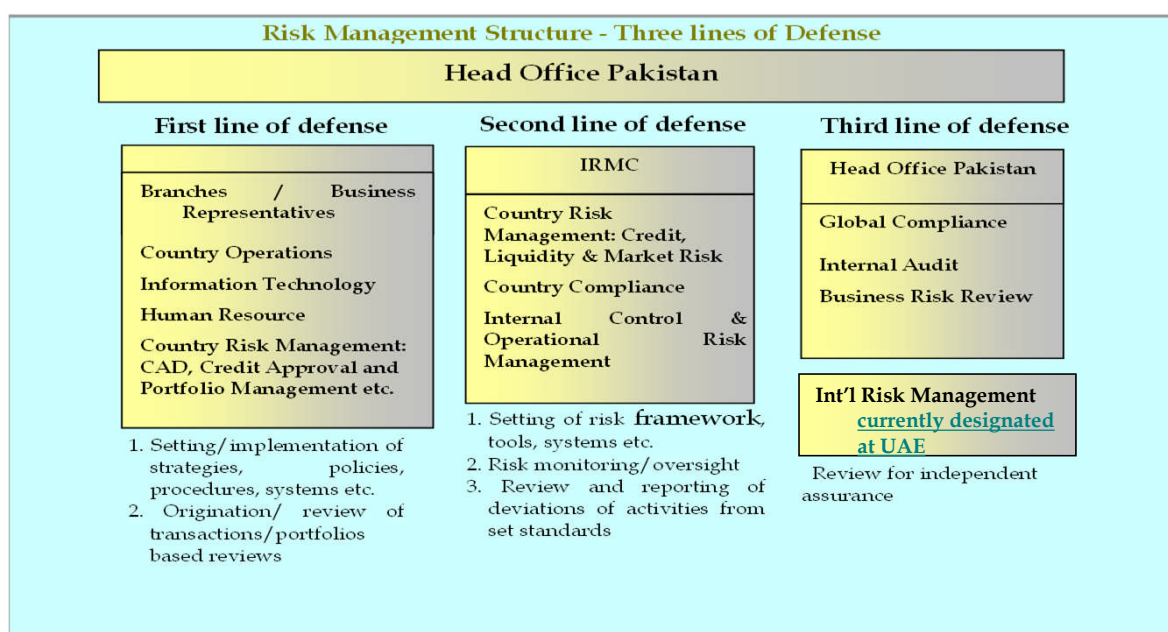 Risk Management Structure - Three lines of Defense
Head Office Pakistan
First line of defense
Branches / Business
Representatives
Country Operations
Information Technology
Human Resource
Country Risk Management:
CAD, Credit Approval and
Portfolio Management etc.
1. Setting/implementation of
strategies, policies,
procedures, systems etc.
2. Origination/ review of
transactions/portfolios
based reviews
Second line of defense
IRMC
Country Risk
Management: Credit,
Liquidity & Market Risk
Country Compliance
Internal Control &
Operational Risk
Management
1. Setting of risk framework,
tools, systems etc.
2. Risk monitoring/oversight
3. Review and reporting of
deviations of activities from
set standards
Third line of defense
Head Office Pakistan
Global Compliance
Internal Audit
Business Risk Review
Int’l Risk Management
currently designated
at UAE
Review for independent
assurance